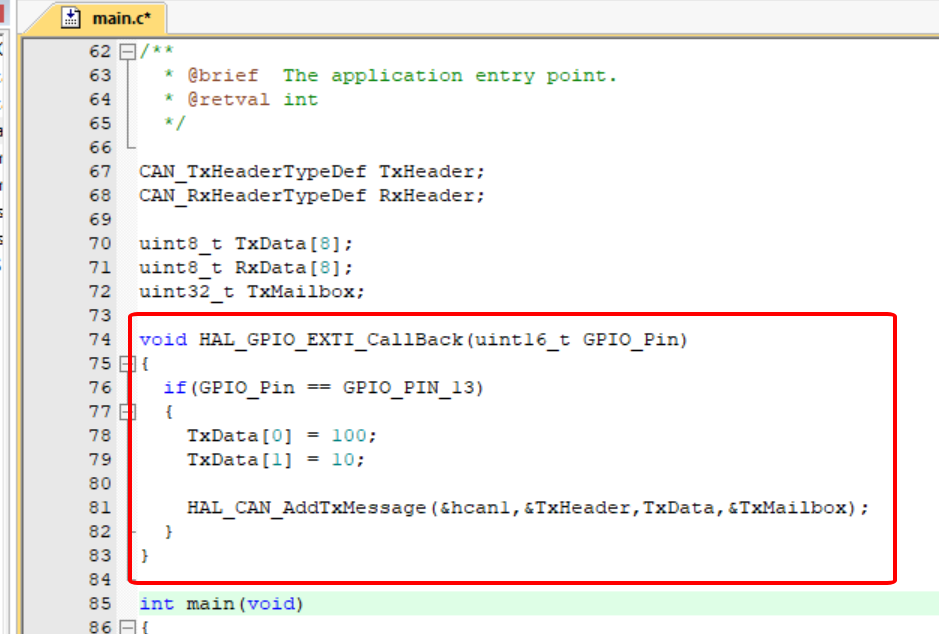 main.c*
62 /**
63 * @brief The application entry point.
64 * @retval int
65 */
66
67 CAN_TxHeaderTypeDef TxHeader;
68 CAN_RxHeaderTypeDef RxHeader;
69
70 uint8_t TxData[8];
71 uint8_t RxData[8];
72 uint32_t TxMailbox;
73
74 void HAL_GPIO_EXTI_CallBack(uint16_t GPIO_Pin)
75 {
76 if(GPIO_Pin == GPIO_PIN_13)
77 {
78 TxData[0] = 100;
79 TxData[1] = 10;
80
81 HAL_CAN_AddTxMessage(&hcan1,&TxHeader,TxData,&TxMailbox);
82 }
83 }
84
85 int main(void)
86 {